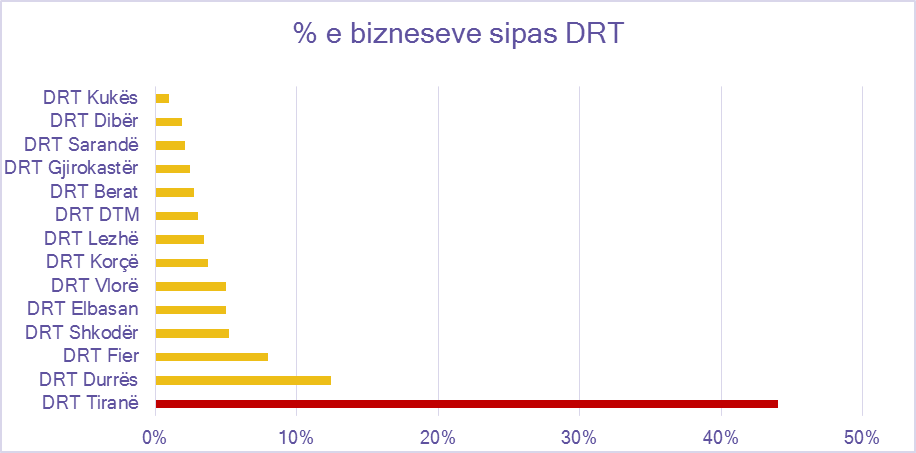 % e bizneseve sipas DRT
DRT Kukës
DRT Dibër
DRT Sarandë
DRT Gjirokastër
DRT Berat
DRT DTM
DRT Lezhë
DRT Korçë
DRT Vlorë
DRT Elbasan
DRT Shkodër
DRT Fier
DRT Durrës
DRT Tiranë
0% 10% 20% 30% 40% 50%